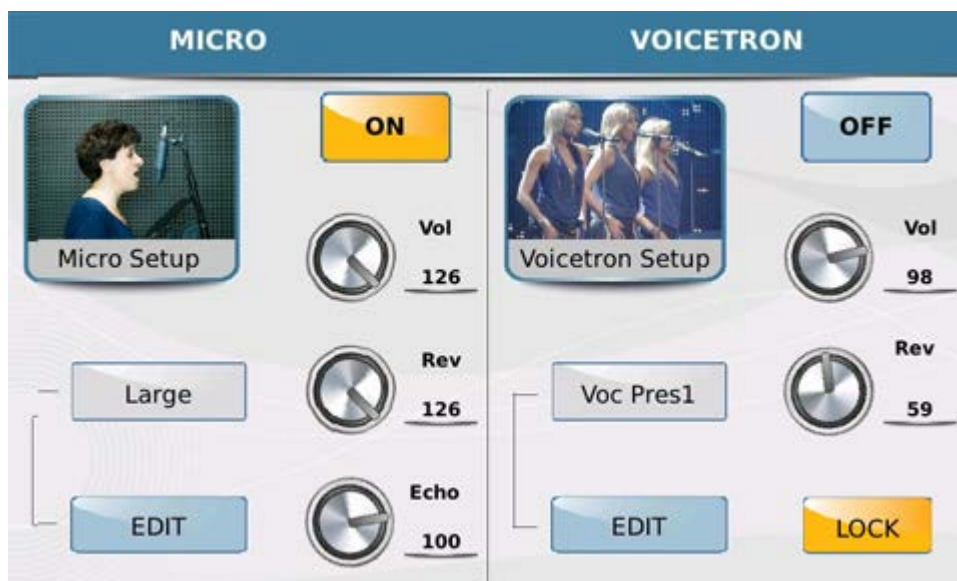 MICRO
ON
Micro Setup
Vol
126
Large
Rev
126
EDIT
Echo
100
VOICETRON
OFF
Voicetron Setup
Vol
98
Voc Pres1
Rev
59
EDIT
LOCK